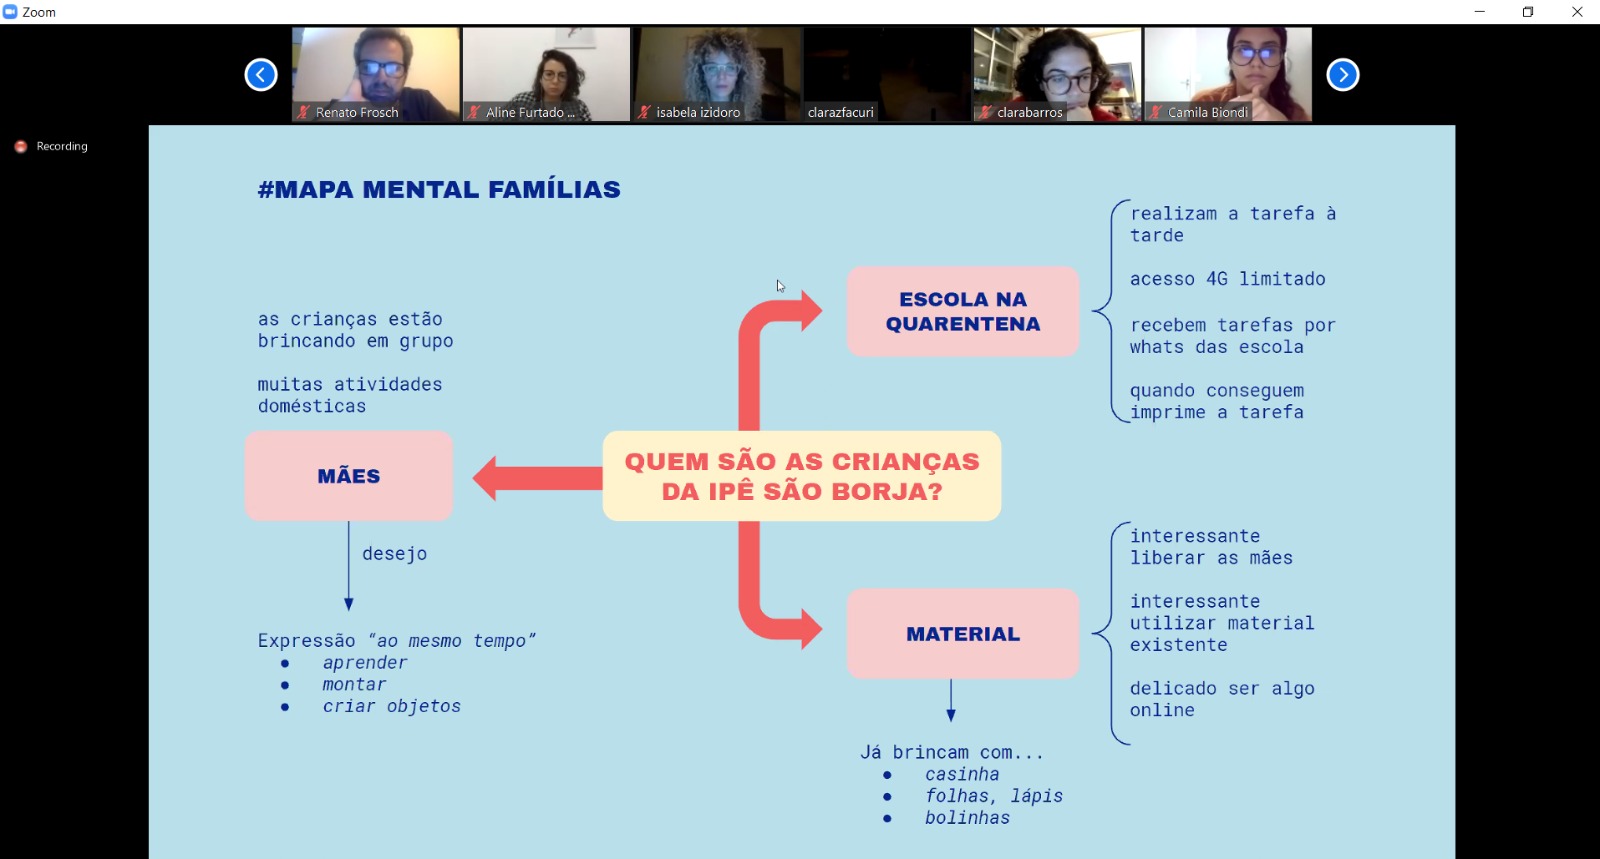 Zoom
Renato Frosch
Aline Furtado ...
isabela izidoro
clarazfacuri
clarabarros
Camila Biondi
Recording
#MAPA MENTAL FAMÍLIAS
as crianças estão
brincando em grupo
muitas atividades
domésticas
MÃES
desejo
Expressão “ao mesmo tempo”
● aprender
● montar
● criar objetos
QUEM SÃO AS CRIANÇAS
DA IPÊ SÃO BORJA?
ESCOLA NA
QUARENTENA
realizam a tarefa à
tarde
acesso 4G limitado
recebem tarefas por
whats das escola
quando conseguem
imprime a tarefa
MATERIAL
interessante
liberar as mães
interessante
utilizar material
existente
delicado ser algo
online
Já brincam com...
● casinha
● folhas, lápis
● bolinhas